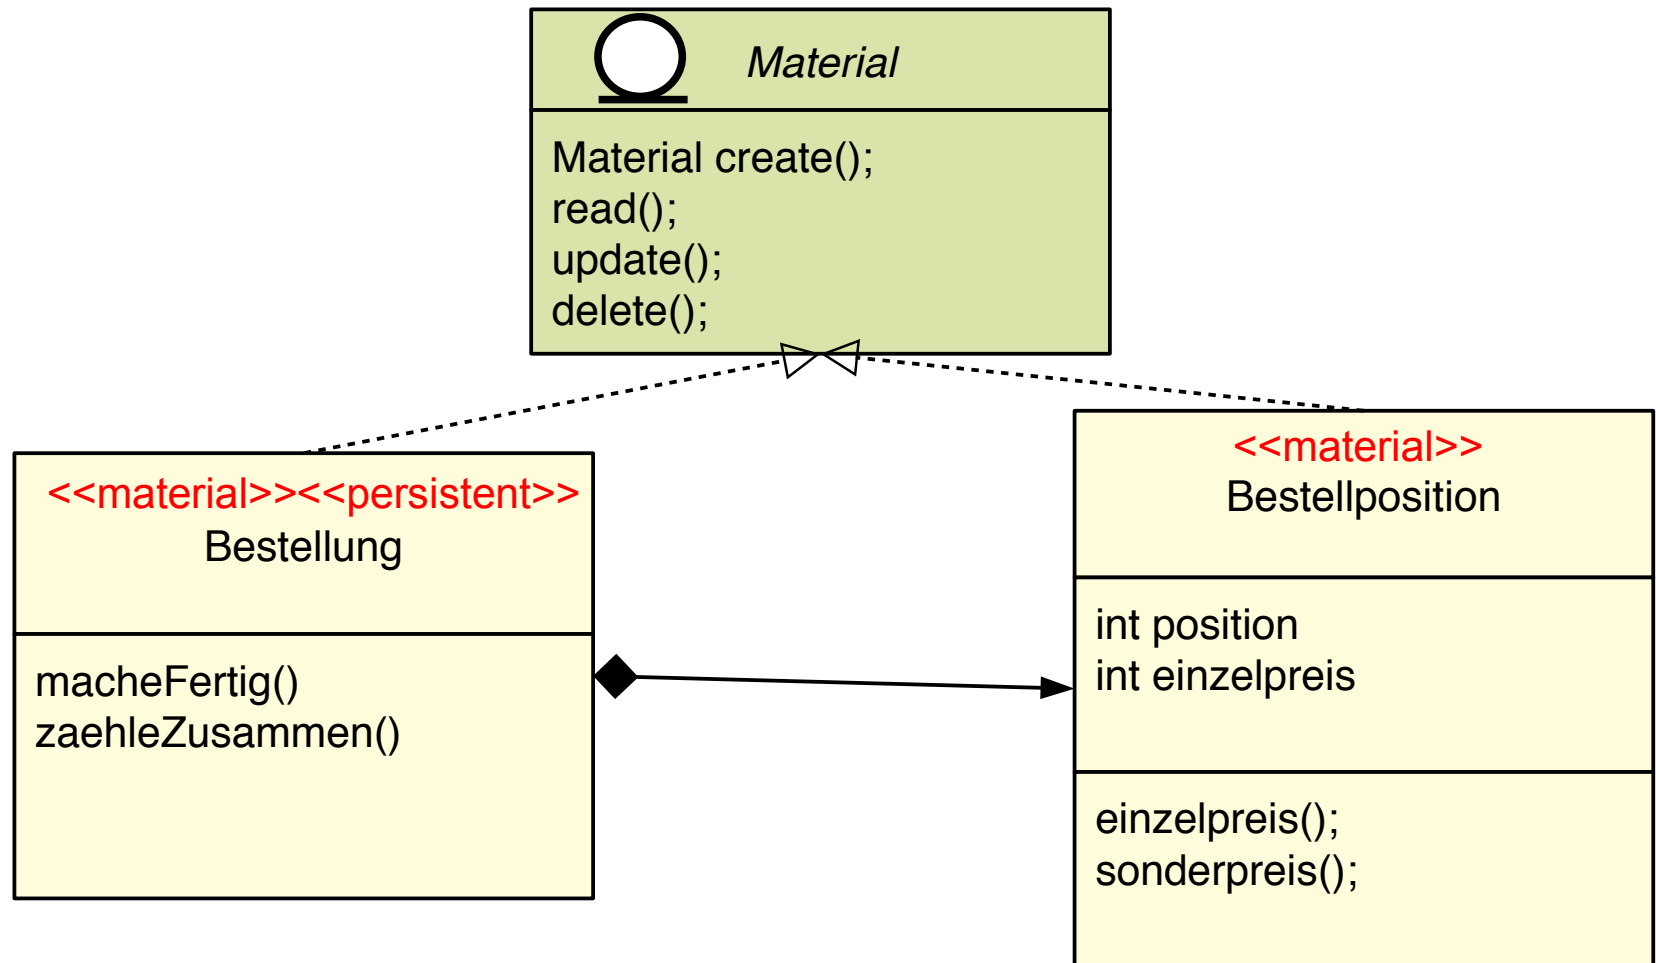 Material
Material create();
read();
update();
delete();
<<material>><<persistent>>
Bestellung
macheFertig()
zaehleZusammen()
<<material>>
Bestellposition
int position
int einzelpreis
einzelpreis();
sonderpreis();